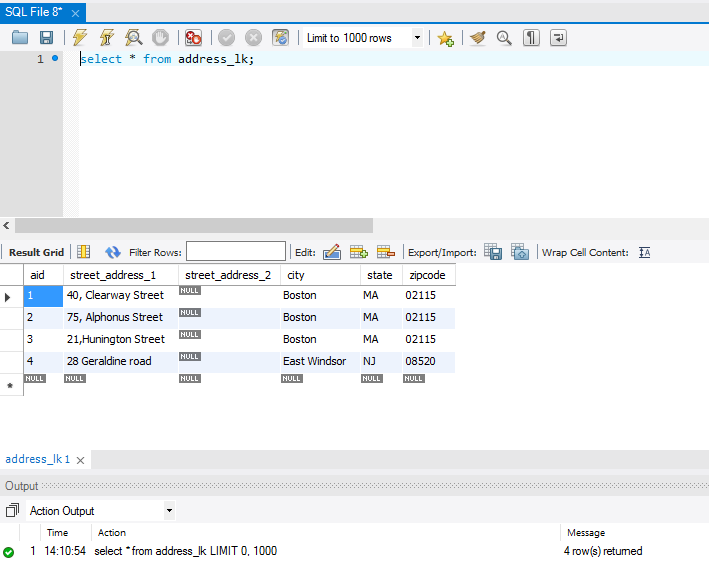 SQL File 8*
Limit to 1000 rows
1 select * from address_lk;
Result Grid Filter Rows: Edit: Export/Import: Wrap Cell Content: IA
aid street_address_1 street_address_2 city state zipcode
1 40, Clearway Street NULL Boston MA 02115
2 75, Alphonus Street NULL Boston MA 02115
3 21,Hunington Street NULL Boston MA 02115
4 28 Geraldine road NULL East Windsor NJ 08520
* NULL NULL NULL NULL NULL NULL
address_lk 1
Output
Action Output
Time Action Message
1 14:10:54 select * from address_lk LIMIT 0, 1000 4 row(s) returned